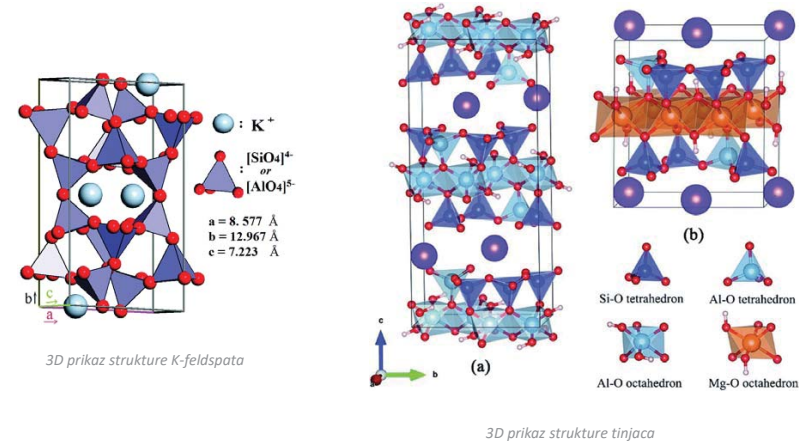 : K⁺
: [SiO₄]⁴⁻
or
[AlO₄]⁵⁻
a = 8. 577 Å
b = 12.967 Å
c = 7.223 Å
b
c
a
3D prikaz strukture K-feldspata
c
b
a
(a)
(b)
Si-O tetrahedron
Al-O tetrahedron
Al-O octahedron
Mg-O octahedron
3D prikaz strukture tinjaca